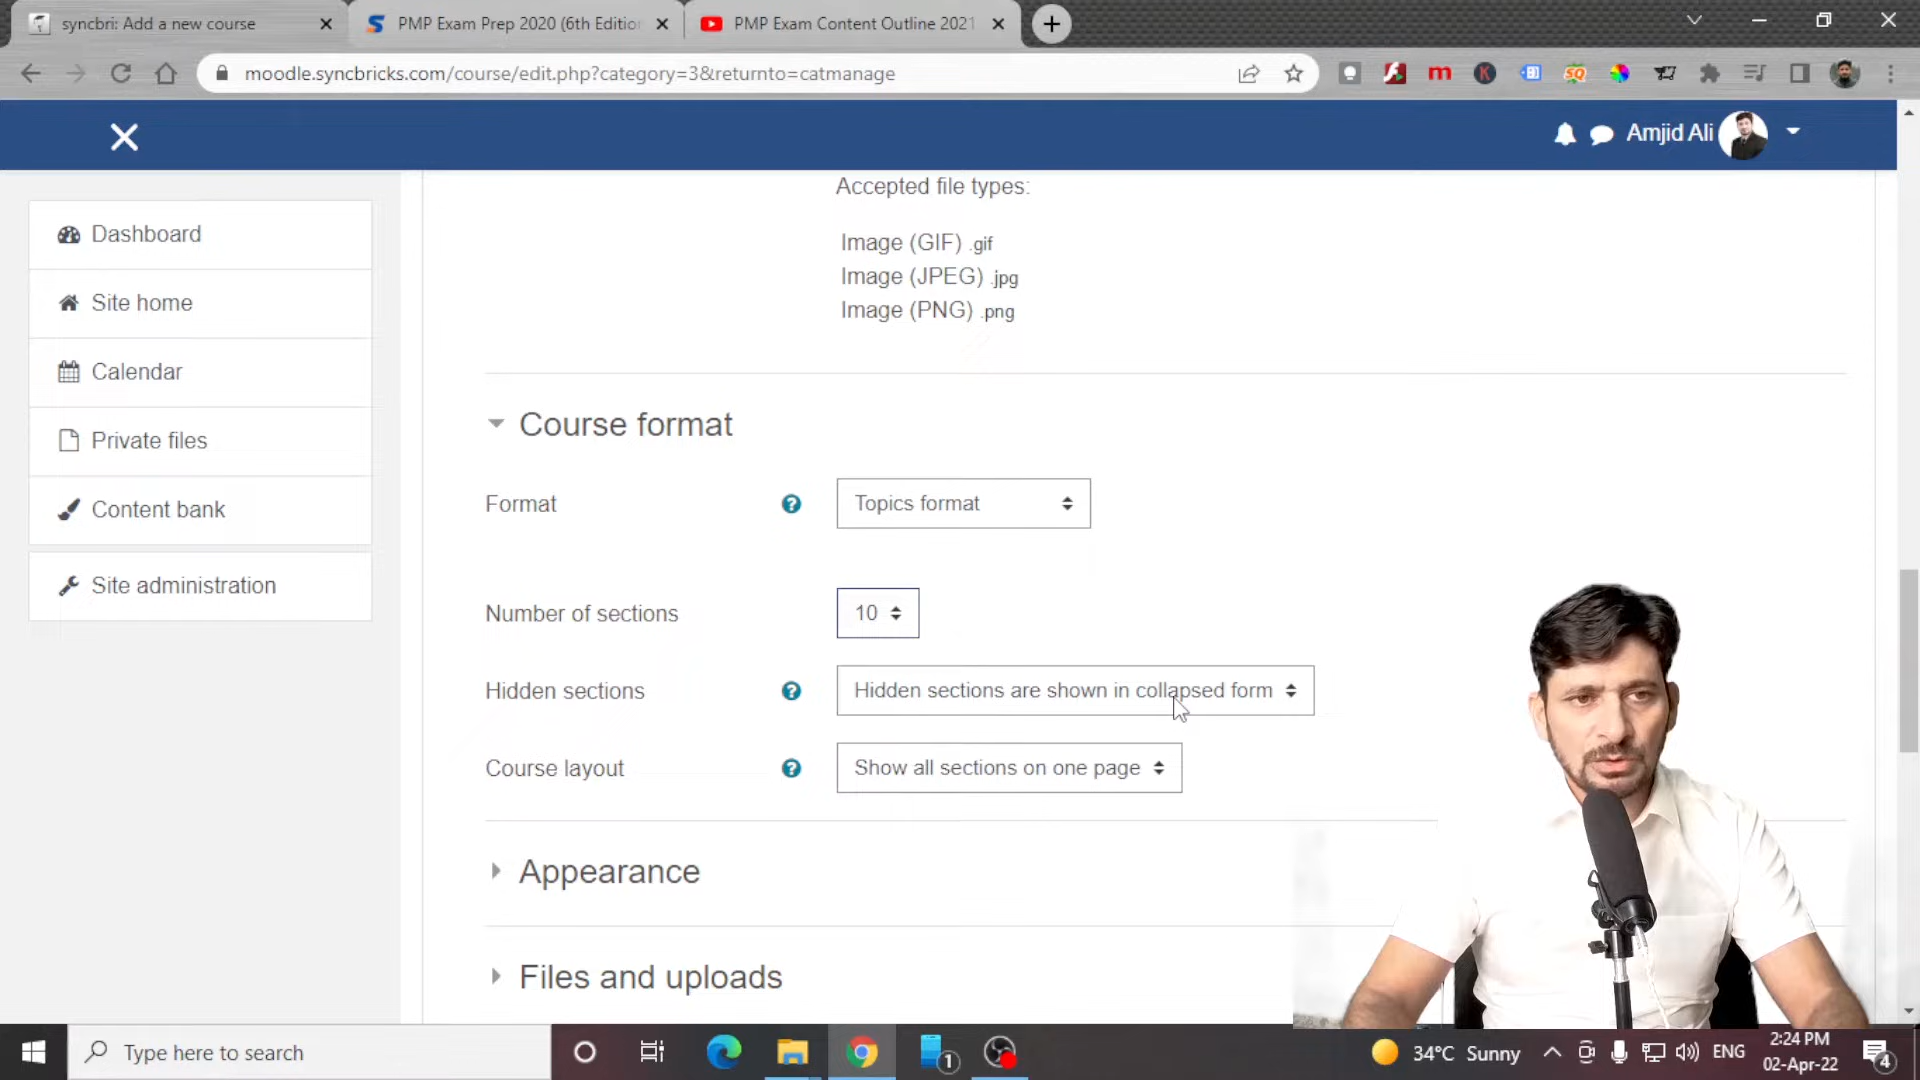 syncbri: Add a new course
PMP Exam Prep 2020 (6th Edition
PMP Exam Content Outline 2021
moodle.syncbricks.com/course/edit.php?category=3&returnto=catmanage
m
K
SQ
Amjid Ali
Accepted file types:
Dashboard
Image (GIF) .gif
Image (JPEG) .jpg
Site home
Image (PNG) .png
Calendar
Course format
Private files
Format
Topics format
Content bank
Site administration
Number of sections
10
Hidden sections
Hidden sections are shown in collapsed form
Course layout
Show all sections on one page
Appearance
Files and uploads
Type here to search
1
34°C Sunny
ENG
2:24 PM
02-Apr-22
4